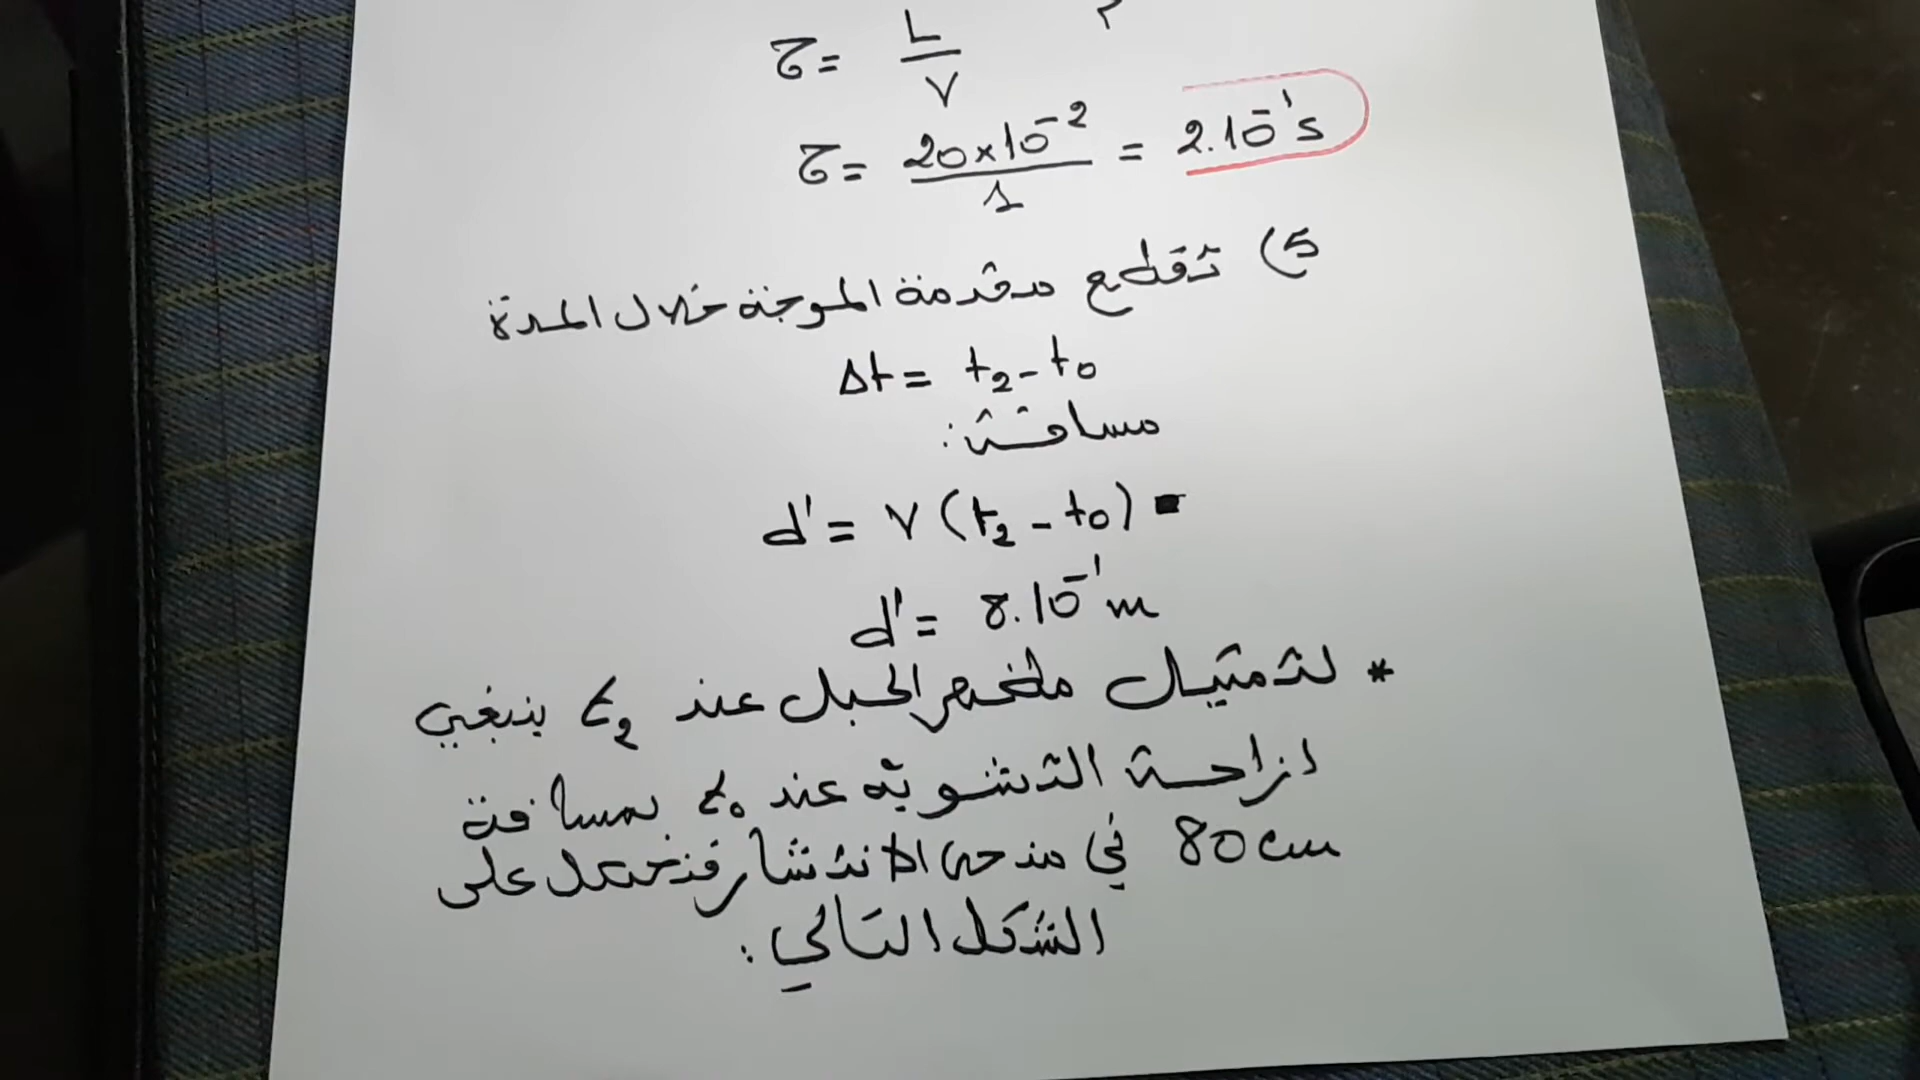 τ = L/V
τ = 20×10⁻²/1 = 2.10⁻¹s
5) تقطع مقدمة الموجة خلال المدة
Δt = t₂ - t₀
مسافة:
d' = V (t₂ - t₀)
d' = 8.10⁻¹ m
* لتمثيل مظهر الحبل عند t₂ ينبغي
ازاحة التشويه عند t₀ بمسافة
80cm في منحى الانتشار فنحصل على
الشكل التالي: